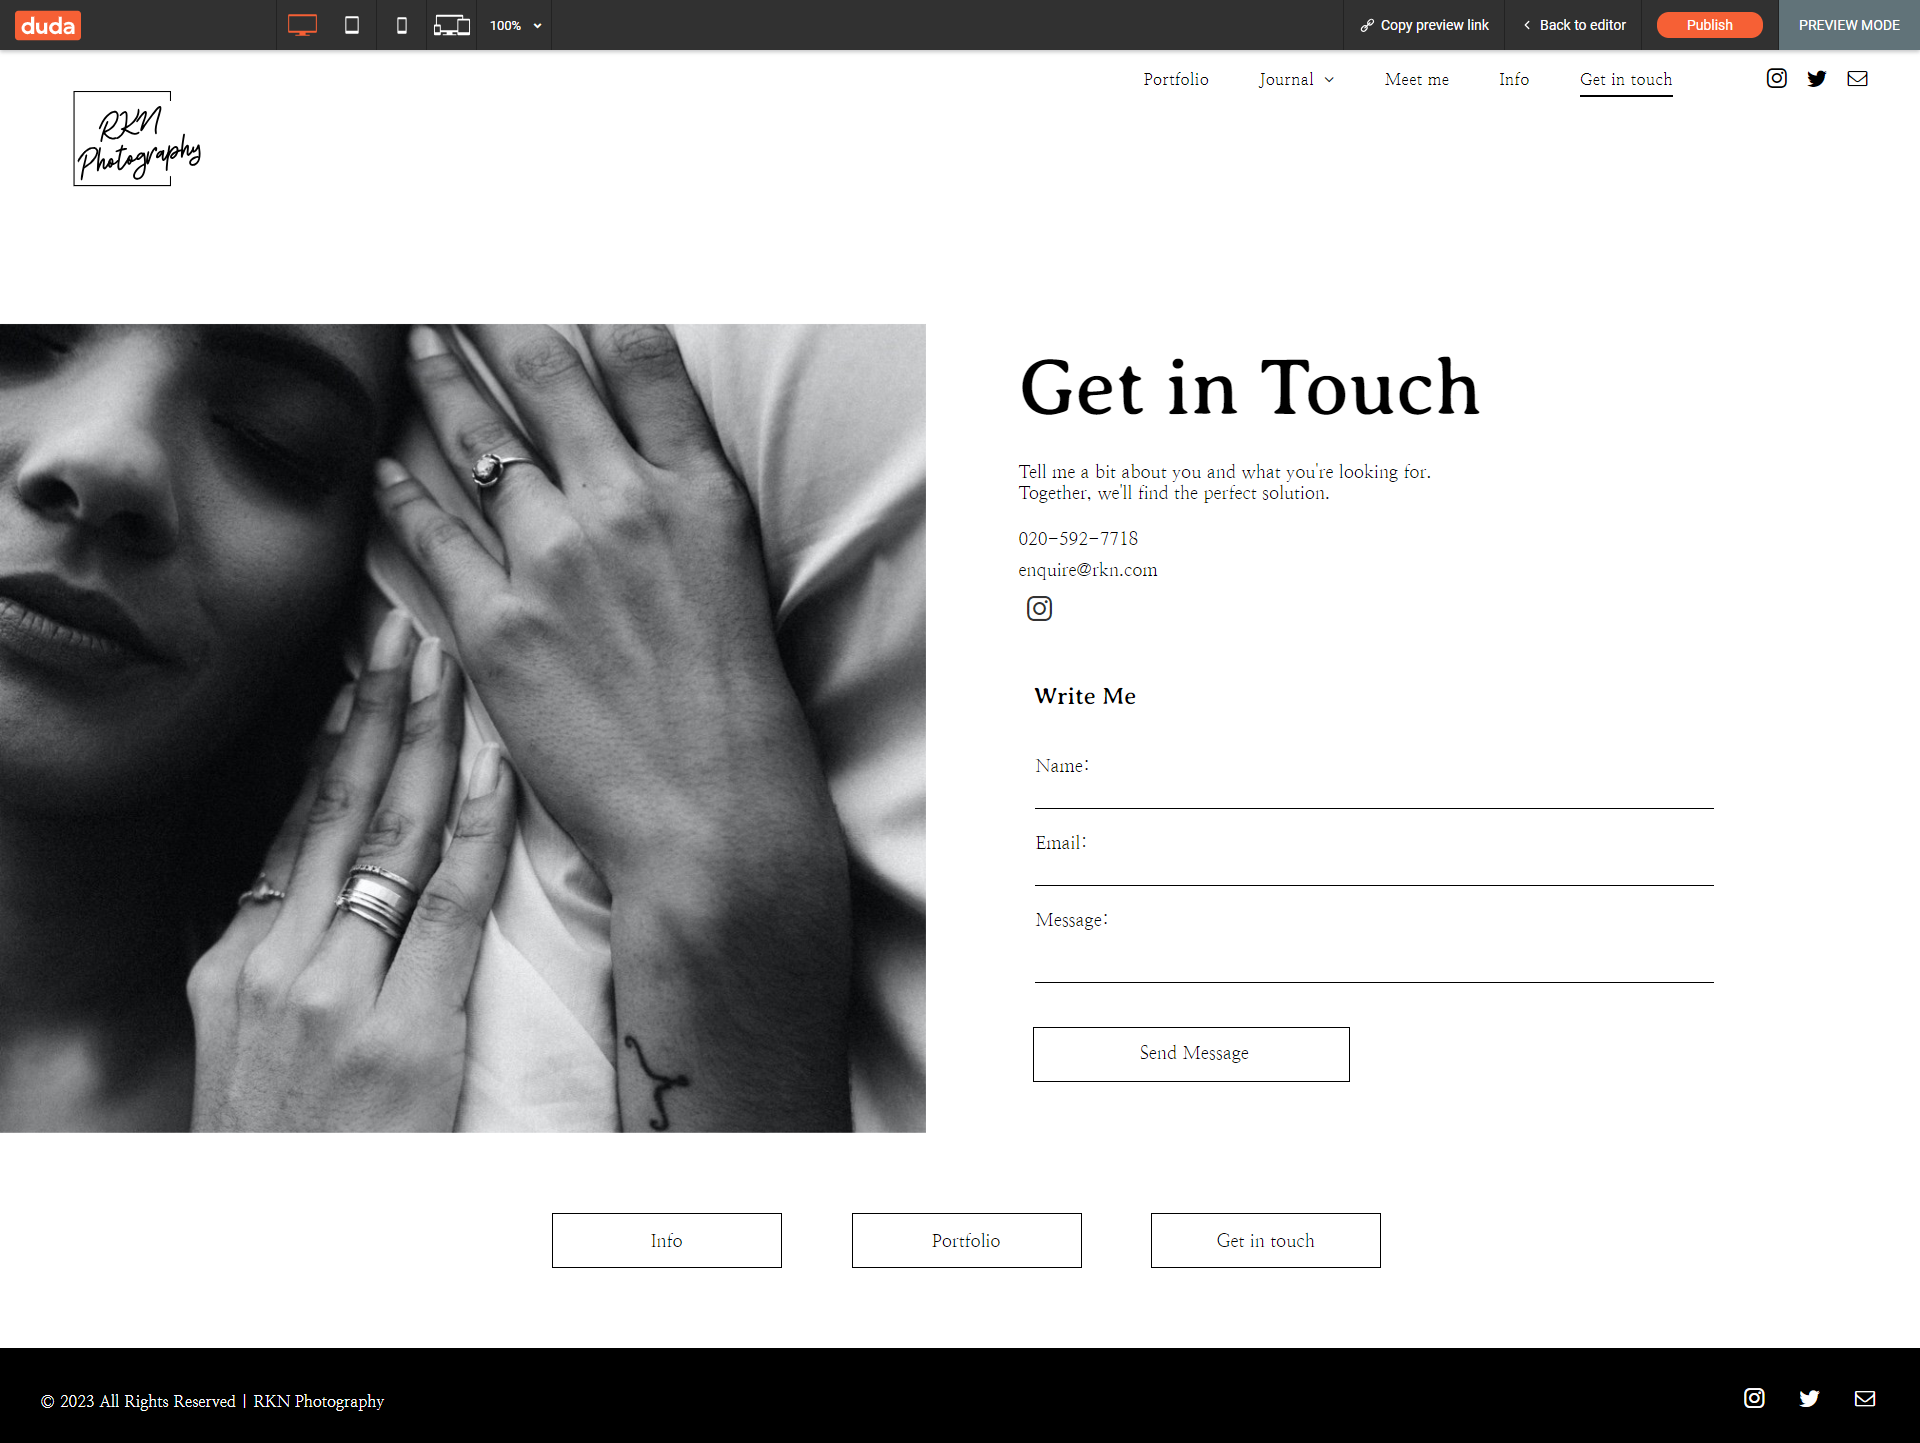 duda
100%
Copy preview link
Back to editor
Publish
PREVIEW MODE
Portfolio
Journal
Meet me
Info
Get in touch
RKN
Photography
Get in Touch
Tell me a bit about you and what you're looking for.
Together, we'll find the perfect solution.
020-592-7718
enquire@rkn.com
Write Me
Name:
Email:
Message:
Send Message
Info
Portfolio
Get in touch
© 2023 All Rights Reserved | RKN Photography